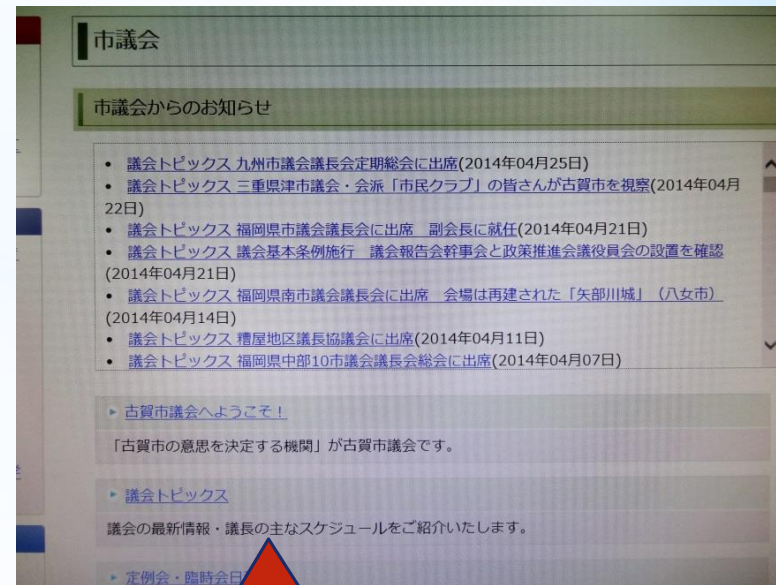 市議会
市議会からのお知らせ
• 議会トピックス 九州市議会議長会定期総会に出席(2014年04月25日)
• 議会トピックス 三重県津市議会・会派「市民クラブ」の皆さんが古賀市を視察(2014年04月
22日)
• 議会トピックス 福岡県市議会議長会に出席 副会長に就任(2014年04月21日)
• 議会トピックス 議会基本条例施行 議会報告会幹事会と政策推進会議役員会の設置を確認
(2014年04月21日)
• 議会トピックス 福岡県南市議会議長会に出席 会場は再建された「矢部川城」（八女市）
(2014年04月14日)
• 議会トピックス 糟屋地区議長協議会に出席(2014年04月11日)
• 議会トピックス 福岡県中部10市議会議長会総会に出席(2014年04月07日)
古賀市議会へようこそ！
「古賀市の意思を決定する機関」が古賀市議会です。
議会トピックス
議会の最新情報・議長の主なスケジュールをご紹介いたします。
定例会・臨時会日